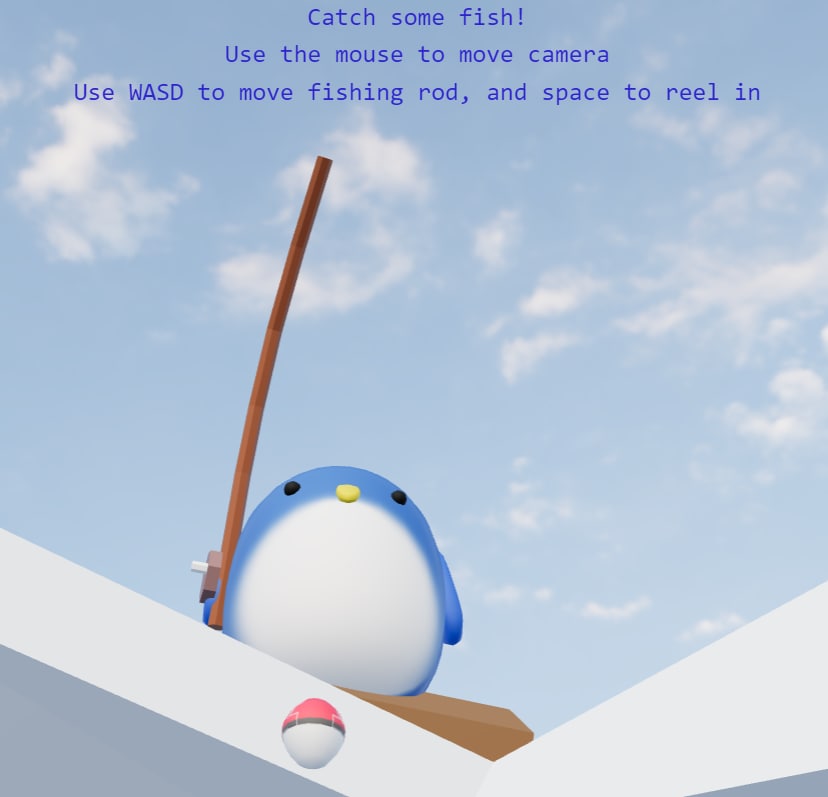 Catch some fish!
Use the mouse to move camera
Use WASD to move fishing rod, and space to reel in